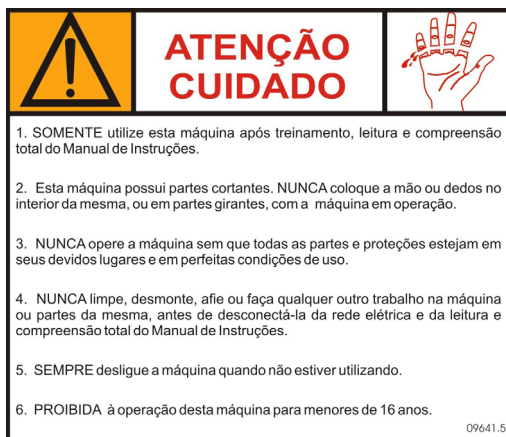 ATENÇÃO
CUIDADO
1. SOMENTE utilize esta máquina após treinamento, leitura e compreensão
total do Manual de Instruções.
2. Esta máquina possui partes cortantes. NUNCA coloque a mão ou dedos no
interior da mesma, ou em partes girantes, com a máquina em operação.
3. NUNCA opere a máquina sem que todas as partes e proteções estejam em
seus devidos lugares e em perfeitas condições de uso.
4. NUNCA limpe, desmonte, afie ou faça qualquer outro trabalho na máquina
ou partes da mesma, antes de desconectá-la da rede elétrica e da leitura e
compreensão total do Manual de Instruções.
5. SEMPRE desligue a máquina quando não estiver utilizando.
6. PROIBIDA à operação desta máquina para menores de 16 anos.
09641.5